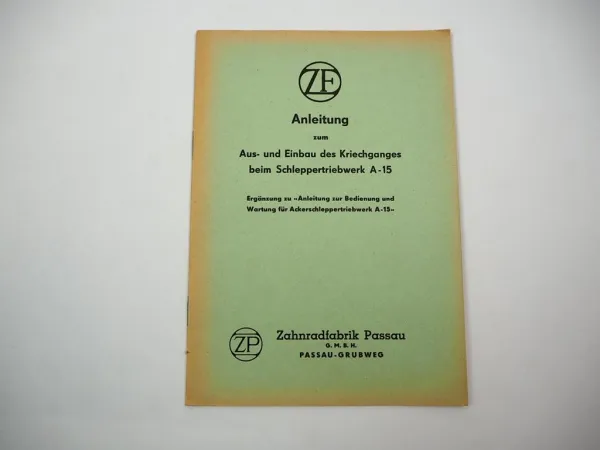 ZF
Anleitung
zum
Aus- und Einbau des Kriechganges
beim Schleppertriebwerk A-15
Ergänzung zu «Anleitung zur Bedienung und
Wartung für Ackerschleppertriebwerk A-15»
ZP
Zahnradfabrik Passau
G. M. B. H.
PASSAU-GRUBWEG